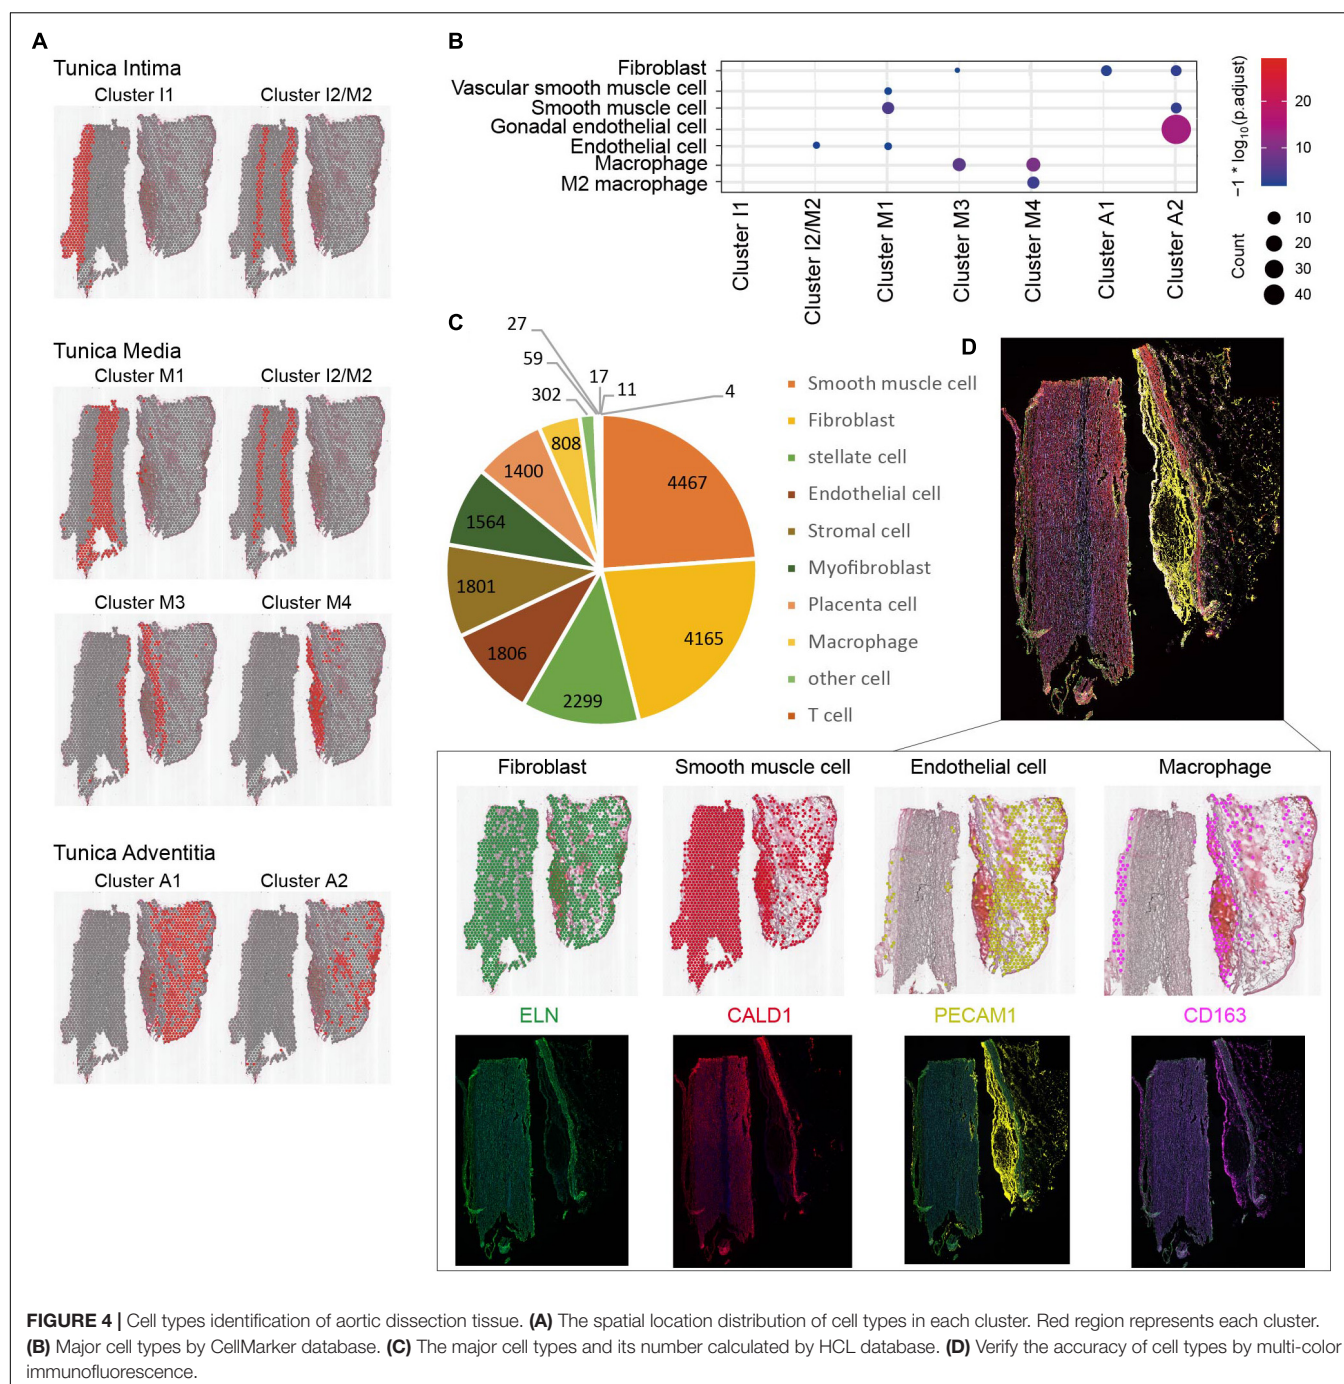 A
Tunica Intima
Cluster I1
Cluster I2/M2
Tunica Media
Cluster M1
Cluster I2/M2
Cluster M3
Cluster M4
Tunica Adventitia
Cluster A1
Cluster A2
B
Fibroblast
Vascular smooth muscle cell
Smooth muscle cell
Gonadal endothelial cell
Endothelial cell
Macrophage
M2 macrophage
Cluster I1
Cluster I2/M2
Cluster M1
Cluster M3
Cluster M4
Cluster A1
Cluster A2
−1 * log10(p.adjust)
20
10
Count
10
20
30
40
C
27
59
302
17
11
4
808
1400
1564
1801
1806
2299
4165
4467
Smooth muscle cell
Fibroblast
stellate cell
Endothelial cell
Stromal cell
Myofibroblast
Placenta cell
Macrophage
other cell
T cell
D
Fibroblast
Smooth muscle cell
Endothelial cell
Macrophage
ELN
CALD1
PECAM1
CD163
FIGURE 4 | Cell types identification of aortic dissection tissue. (A) The spatial location distribution of cell types in each cluster. Red region represents each cluster.
(B) Major cell types by CellMarker database. (C) The major cell types and its number calculated by HCL database. (D) Verify the accuracy of cell types by multi-color
immunofluorescence.